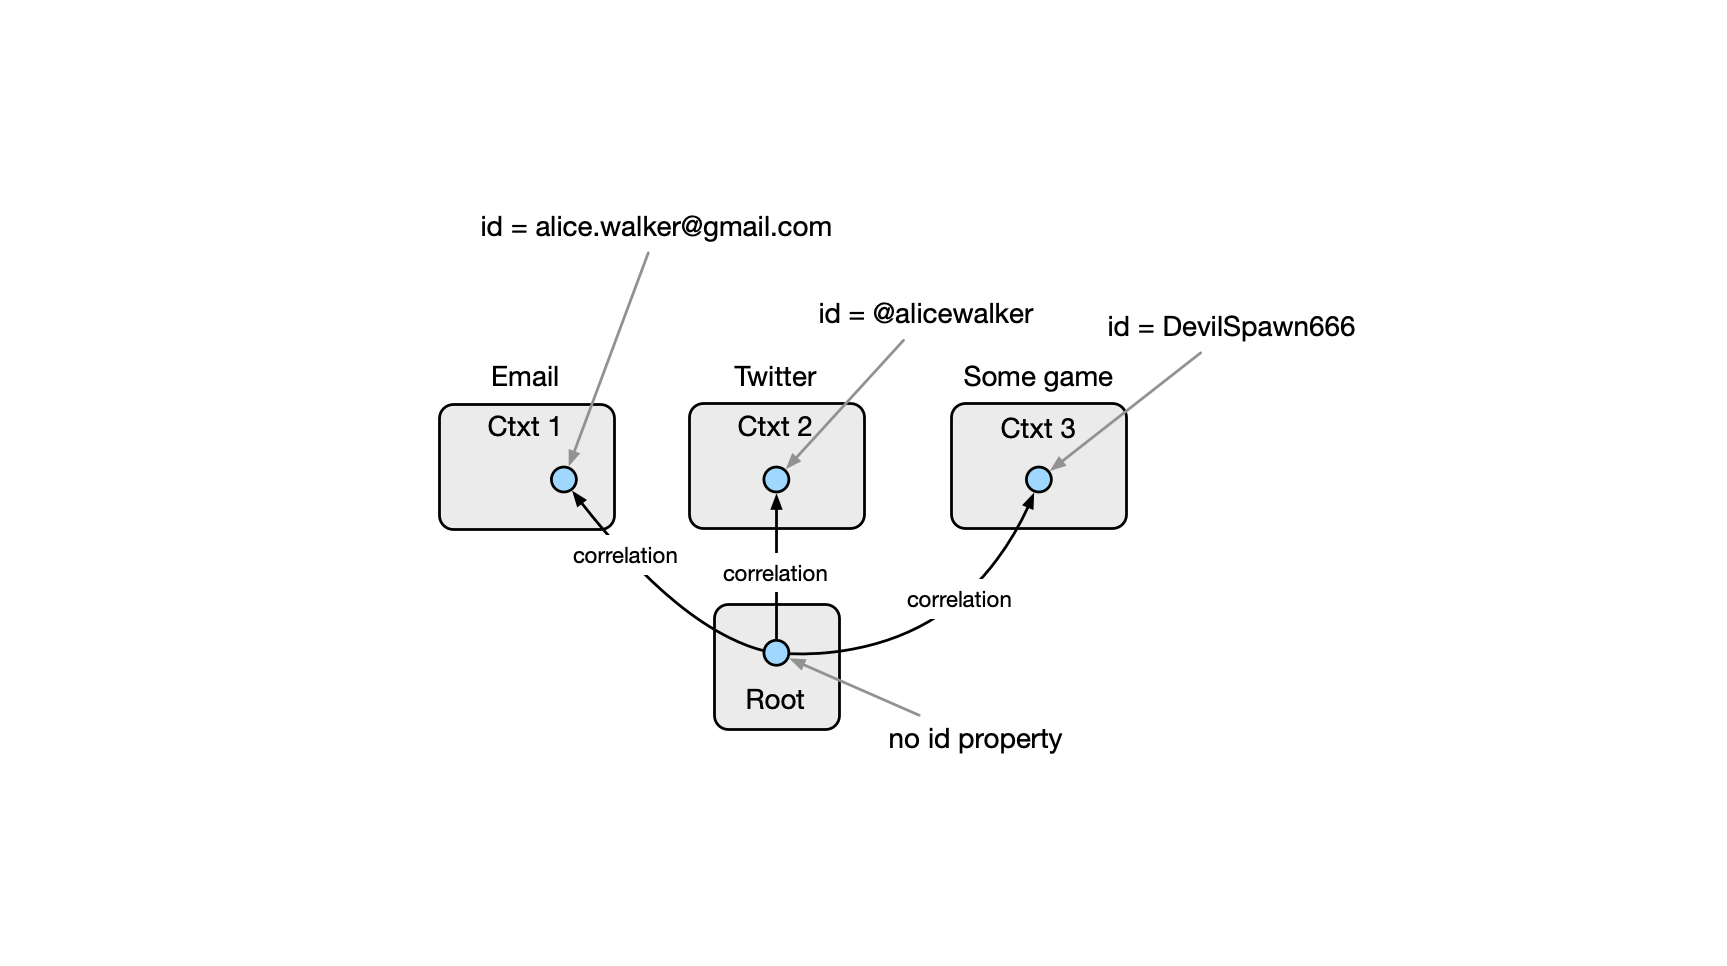 id = alice.walker@gmail.com
id = @alicewalker
id = DevilSpawn666
Email
Twitter
Some game
Ctxt 1
Ctxt 2
Ctxt 3
correlation
correlation
correlation
Root
no id property